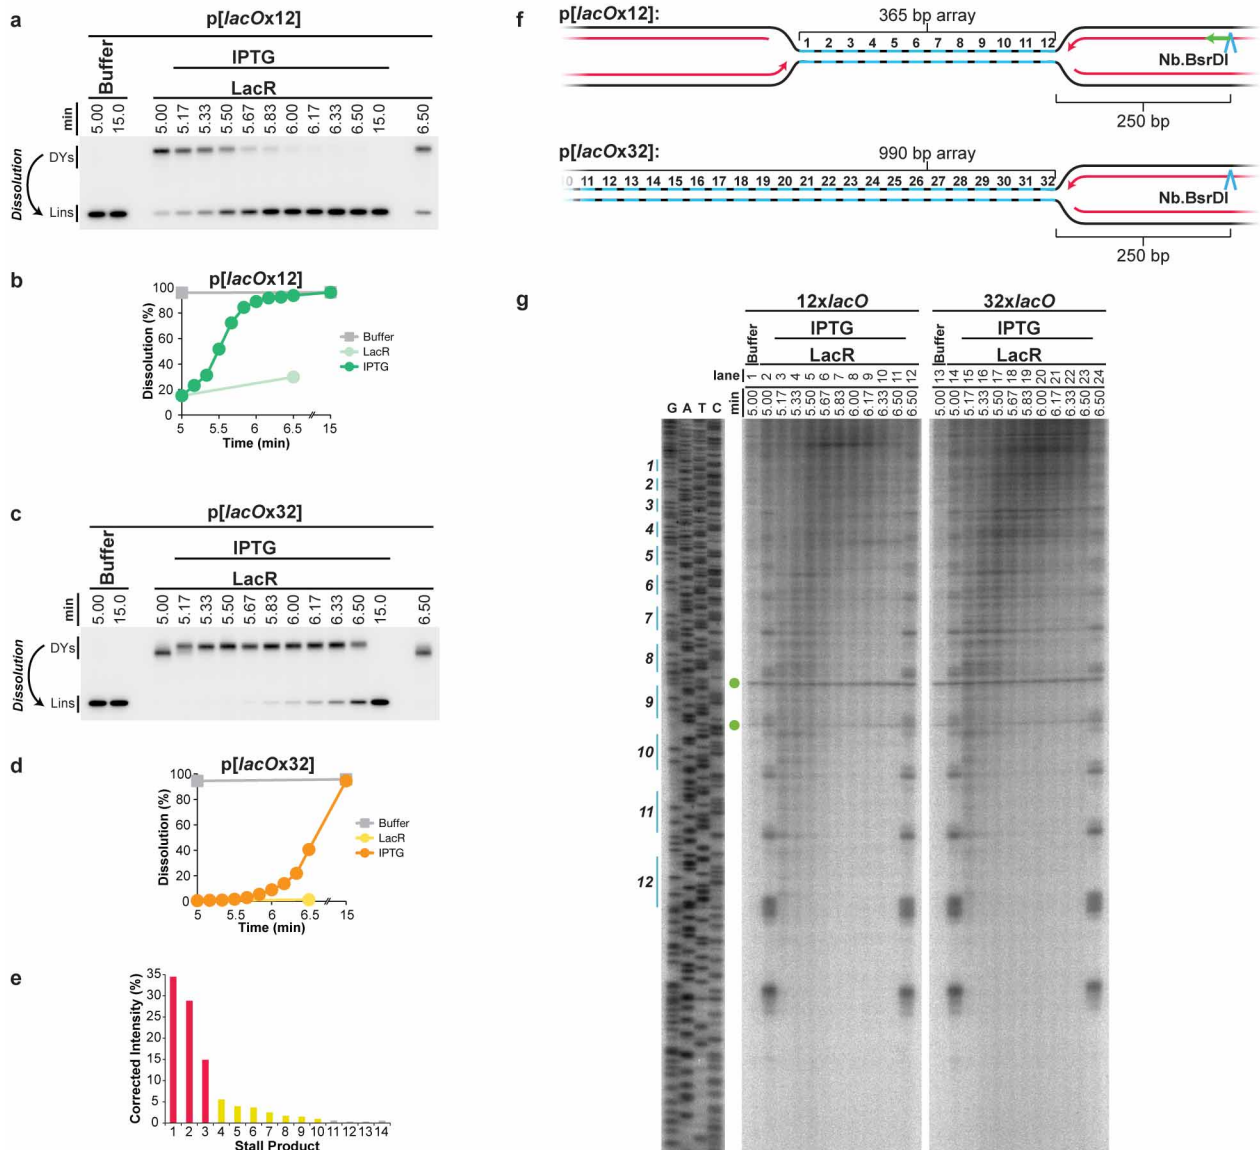 a
p[lacOx12]
Buffer
IPTG
LacR
min
5.00 15.0 5.00 5.17 5.33 5.50 5.67 5.83 6.00 6.17 6.33 6.50 15.0 6.50
Dissolution
DYs
Lins
b
p[lacOx12]
Dissolution (%)
100
80
60
40
20
0
5 5.5 6 6.5 15
Time (min)
Buffer
LacR
IPTG
c
p[lacOx32]
Buffer
IPTG
LacR
min
5.00 15.0 5.00 5.17 5.33 5.50 5.67 5.83 6.00 6.17 6.33 6.50 15.0 6.50
Dissolution
DYs
Lins
d
p[lacOx32]
Dissolution (%)
100
80
60
40
20
0
5 5.5 6 6.5 15
Time (min)
Buffer
LacR
IPTG
e
Corrected Intensity (%)
35
30
25
20
15
10
5
0
1 2 3 4 5 6 7 8 9 10 11 12 13 14
Stall Product
f
p[lacOx12]:
365 bp array
1 2 3 4 5 6 7 8 9 10 11 12
Nb.BsrDI
250 bp
p[lacOx32]:
990 bp array
11 12 13 14 15 16 17 18 19 20 21 22 23 24 25 26 27 28 29 30 31 32
Nb.BsrDI
250 bp
g
12xlacO 32xlacO
Buffer IPTG Buffer IPTG
LacR LacR
lane 1 2 3 4 5 6 7 8 9 10 11 12 13 14 15 16 17 18 19 20 21 22 23 24
min 5.00 5.00 5.17 5.33 5.50 5.67 5.83 6.00 6.17 6.33 6.50 6.50 5.00 5.00 5.17 5.33 5.50 5.67 5.83 6.00 6.17 6.33 6.50 6.50
G A T C
1
2
3
4
5
6
7
8
9
10
11
12